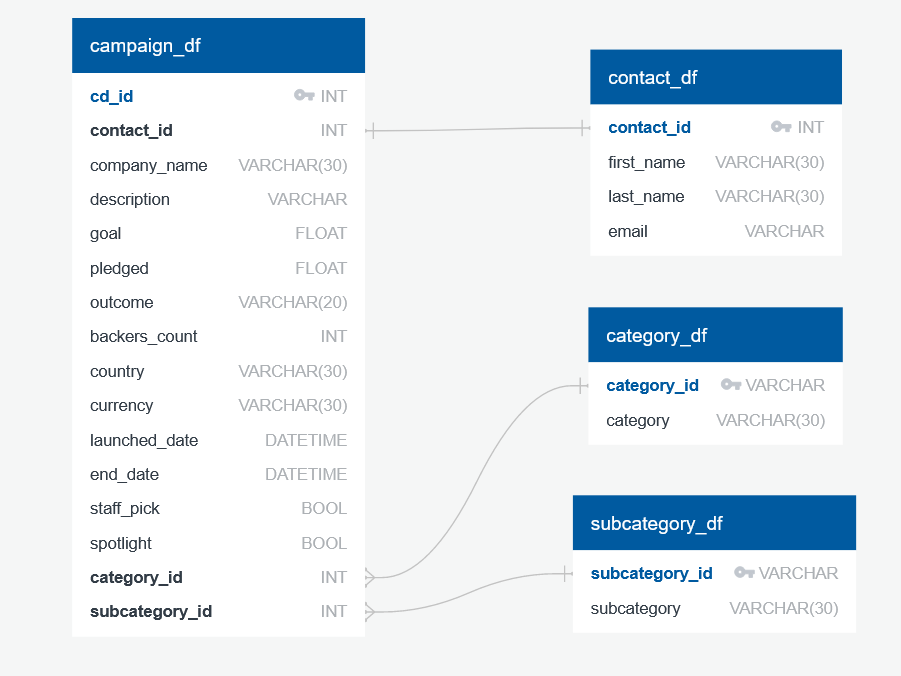 campaign_df
cd_id INT
contact_id INT
company_name VARCHAR(30)
description VARCHAR
goal FLOAT
pledged FLOAT
outcome VARCHAR(20)
backers_count INT
country VARCHAR(30)
currency VARCHAR(30)
launched_date DATETIME
end_date DATETIME
staff_pick BOOL
spotlight BOOL
category_id INT
subcategory_id INT
contact_df
contact_id INT
first_name VARCHAR(30)
last_name VARCHAR(30)
email VARCHAR
category_df
category_id VARCHAR
category VARCHAR(30)
subcategory_df
subcategory_id VARCHAR
subcategory VARCHAR(30)